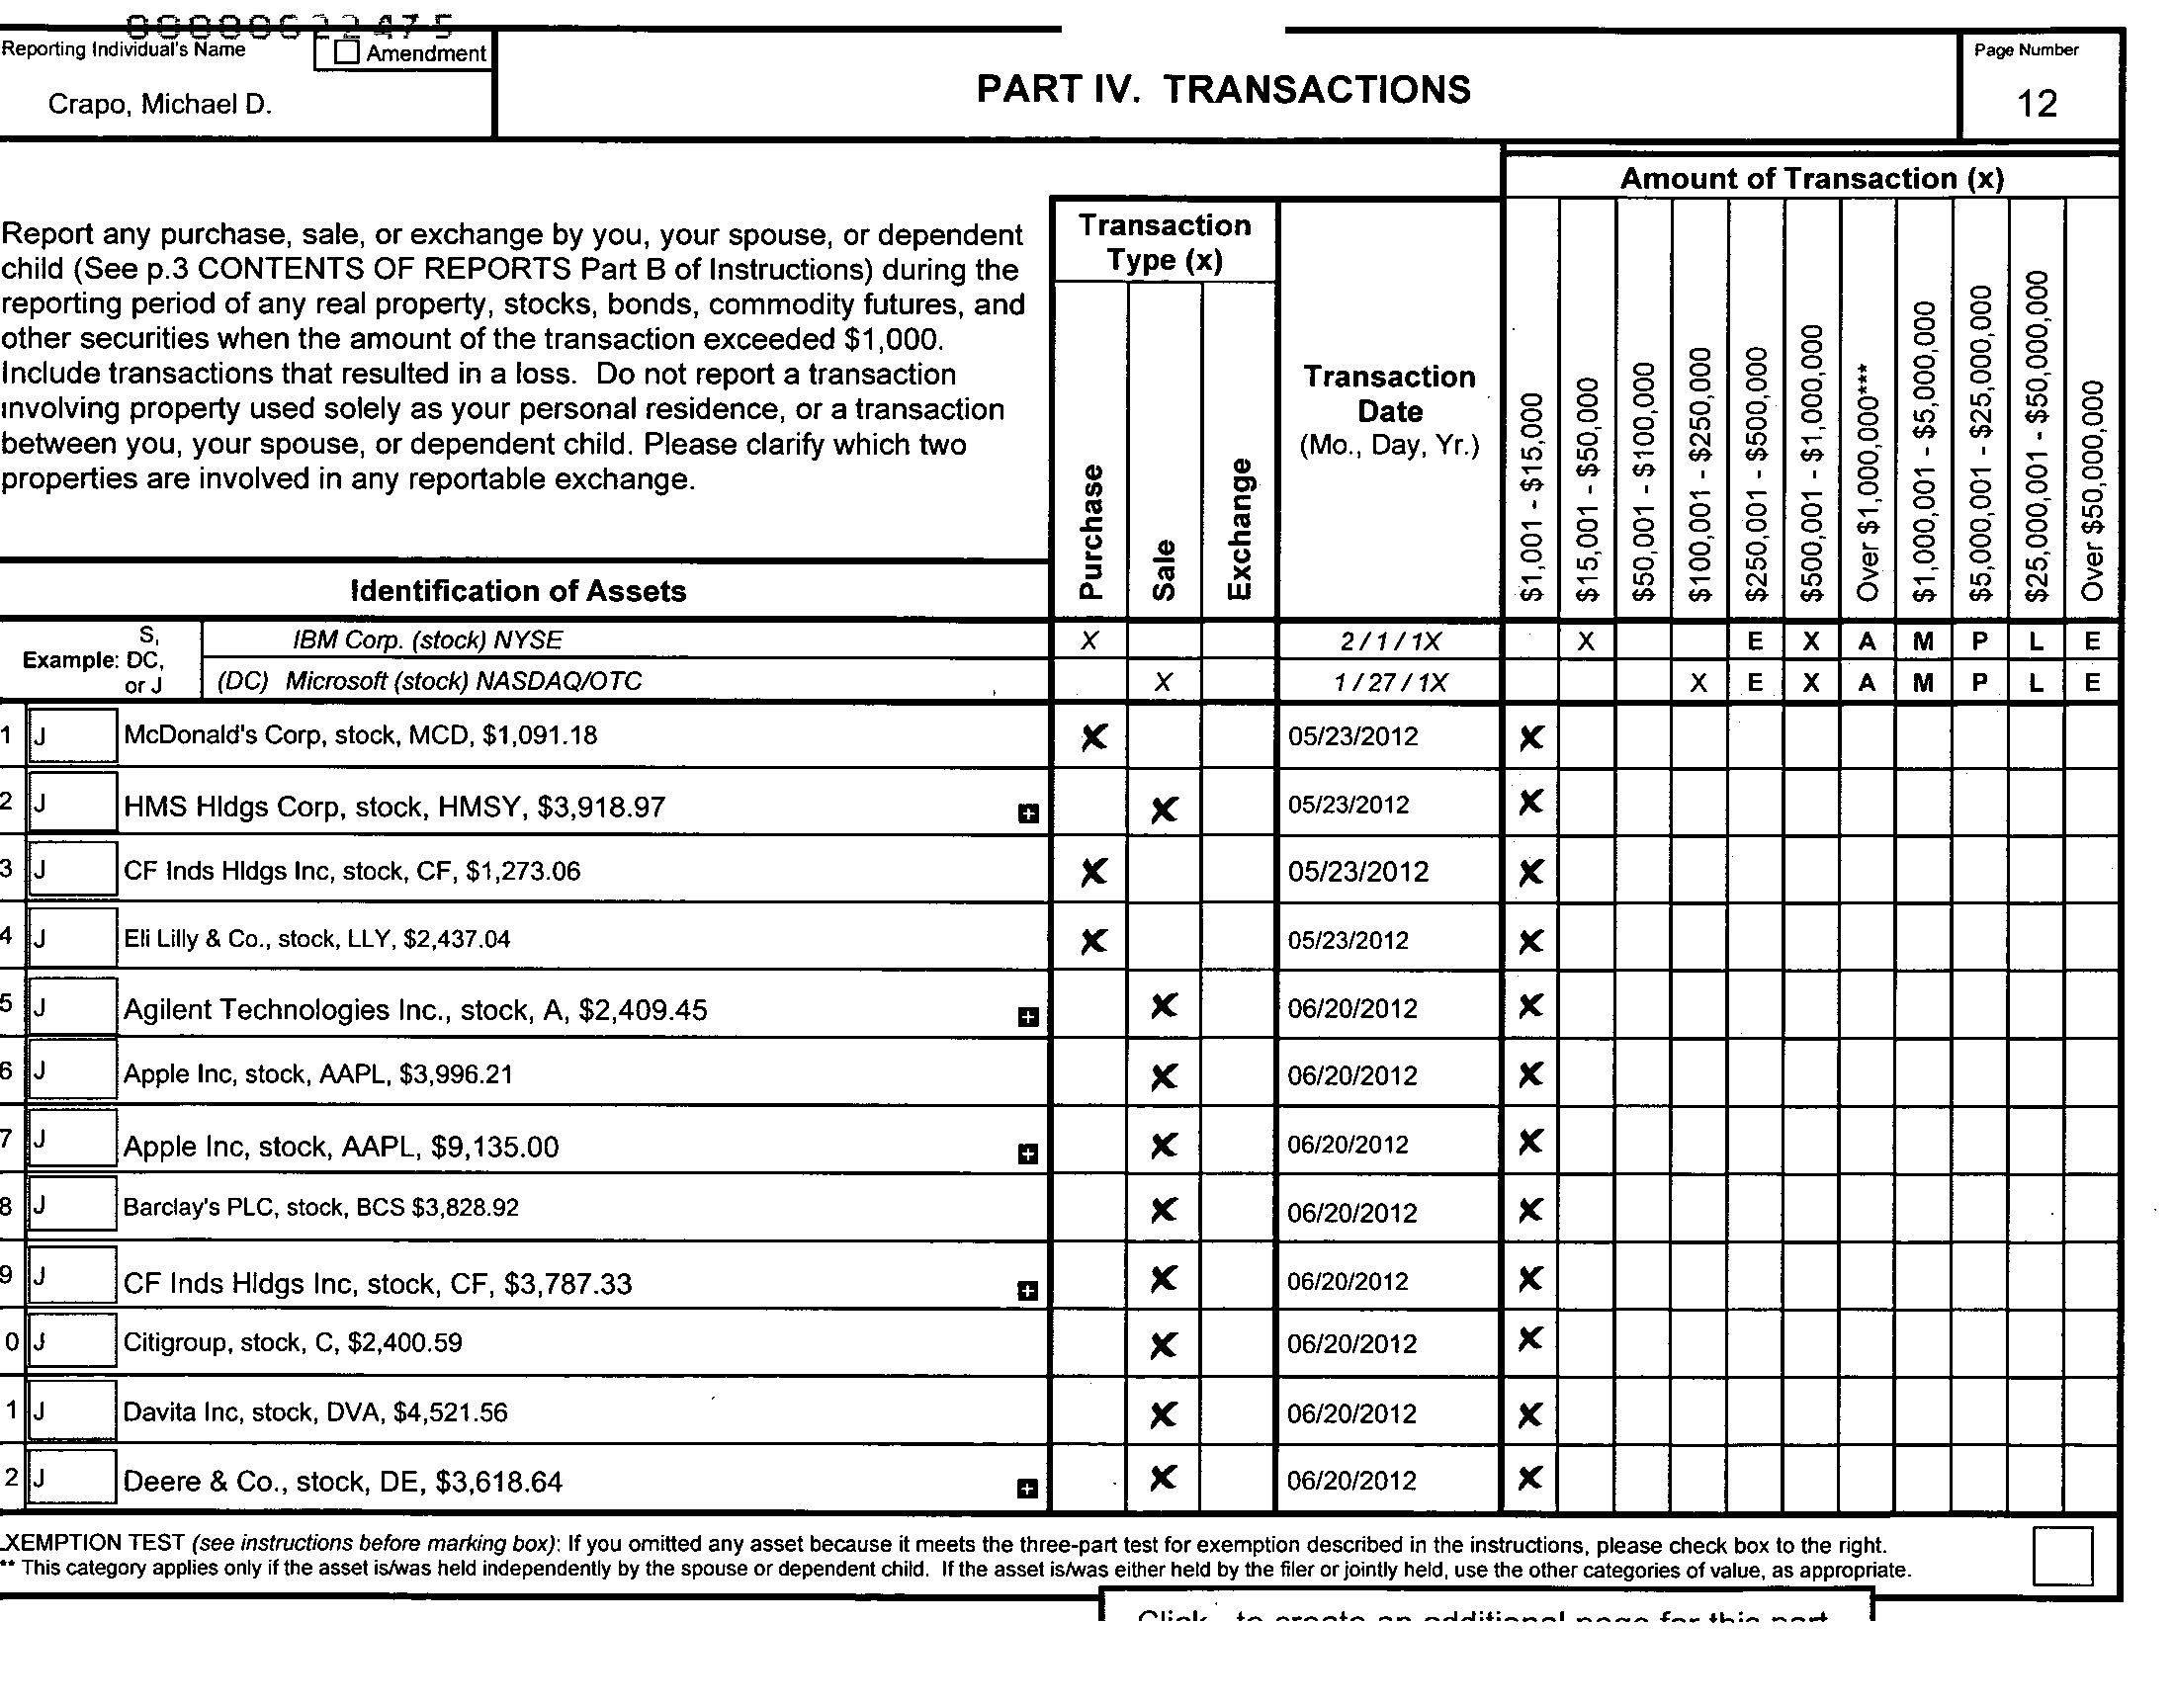 Reporting Individual's Name
Amendment
Crapo, Michael D.
PART IV. TRANSACTIONS
Page Number
12
Report any purchase, sale, or exchange by you, your spouse, or dependent
child (See p.3 CONTENTS OF REPORTS Part B of Instructions) during the
reporting period of any real property, stocks, bonds, commodity futures, and
other securities when the amount of the transaction exceeded $1,000.
Include transactions that resulted in a loss. Do not report a transaction
involving property used solely as your personal residence, or a transaction
between you, your spouse, or dependent child. Please clarify which two
properties are involved in any reportable exchange.
Identification of Assets
Transaction
Type (x)
Purchase
Sale
Exchange
Transaction
Date
(Mo., Day, Yr.)
Amount of Transaction (x)
$1,001 - $15,000
$15,001 - $50,000
$50,001 - $100,000
$100,001 - $250,000
$250,001 - $500,000
$500,001 - $1,000,000
Over $1,000,000***
$1,000,001 - $5,000,000
$5,000,001 - $25,000,000
$25,000,001 - $50,000,000
Over $50,000,000
Example: S, DC, or J
IBM Corp. (stock) NYSE X 2 / 1 / 1X X E X A M P L E
(DC) Microsoft (stock) NASDAQ/OTC X 1 / 27 / 1X X E X A M P L E
1 J McDonald's Corp, stock, MCD, $1,091.18 X 05/23/2012 X
2 J HMS Hldgs Corp, stock, HMSY, $3,918.97 + X 05/23/2012 X
3 J CF Inds Hldgs Inc, stock, CF, $1,273.06 X 05/23/2012 X
4 J Eli Lilly & Co., stock, LLY, $2,437.04 X 05/23/2012 X
5 J Agilent Technologies Inc., stock, A, $2,409.45 + X 06/20/2012 X
6 J Apple Inc, stock, AAPL, $3,996.21 X 06/20/2012 X
7 J Apple Inc, stock, AAPL, $9,135.00 + X 06/20/2012 X
8 J Barclay's PLC, stock, BCS $3,828.92 X 06/20/2012 X
9 J CF Inds Hldgs Inc, stock, CF, $3,787.33 + X 06/20/2012 X
0 J Citigroup, stock, C, $2,400.59 X 06/20/2012 X
1 J Davita Inc, stock, DVA, $4,521.56 X 06/20/2012 X
2 J Deere & Co., stock, DE, $3,618.64 + X 06/20/2012 X
XEMPTION TEST (see instructions before marking box): If you omitted any asset because it meets the three-part test for exemption described in the instructions, please check box to the right.
** This category applies only if the asset is/was held independently by the spouse or dependent child. If the asset is/was either held by the filer or jointly held, use the other categories of value, as appropriate.
Click to create an additional page for this part